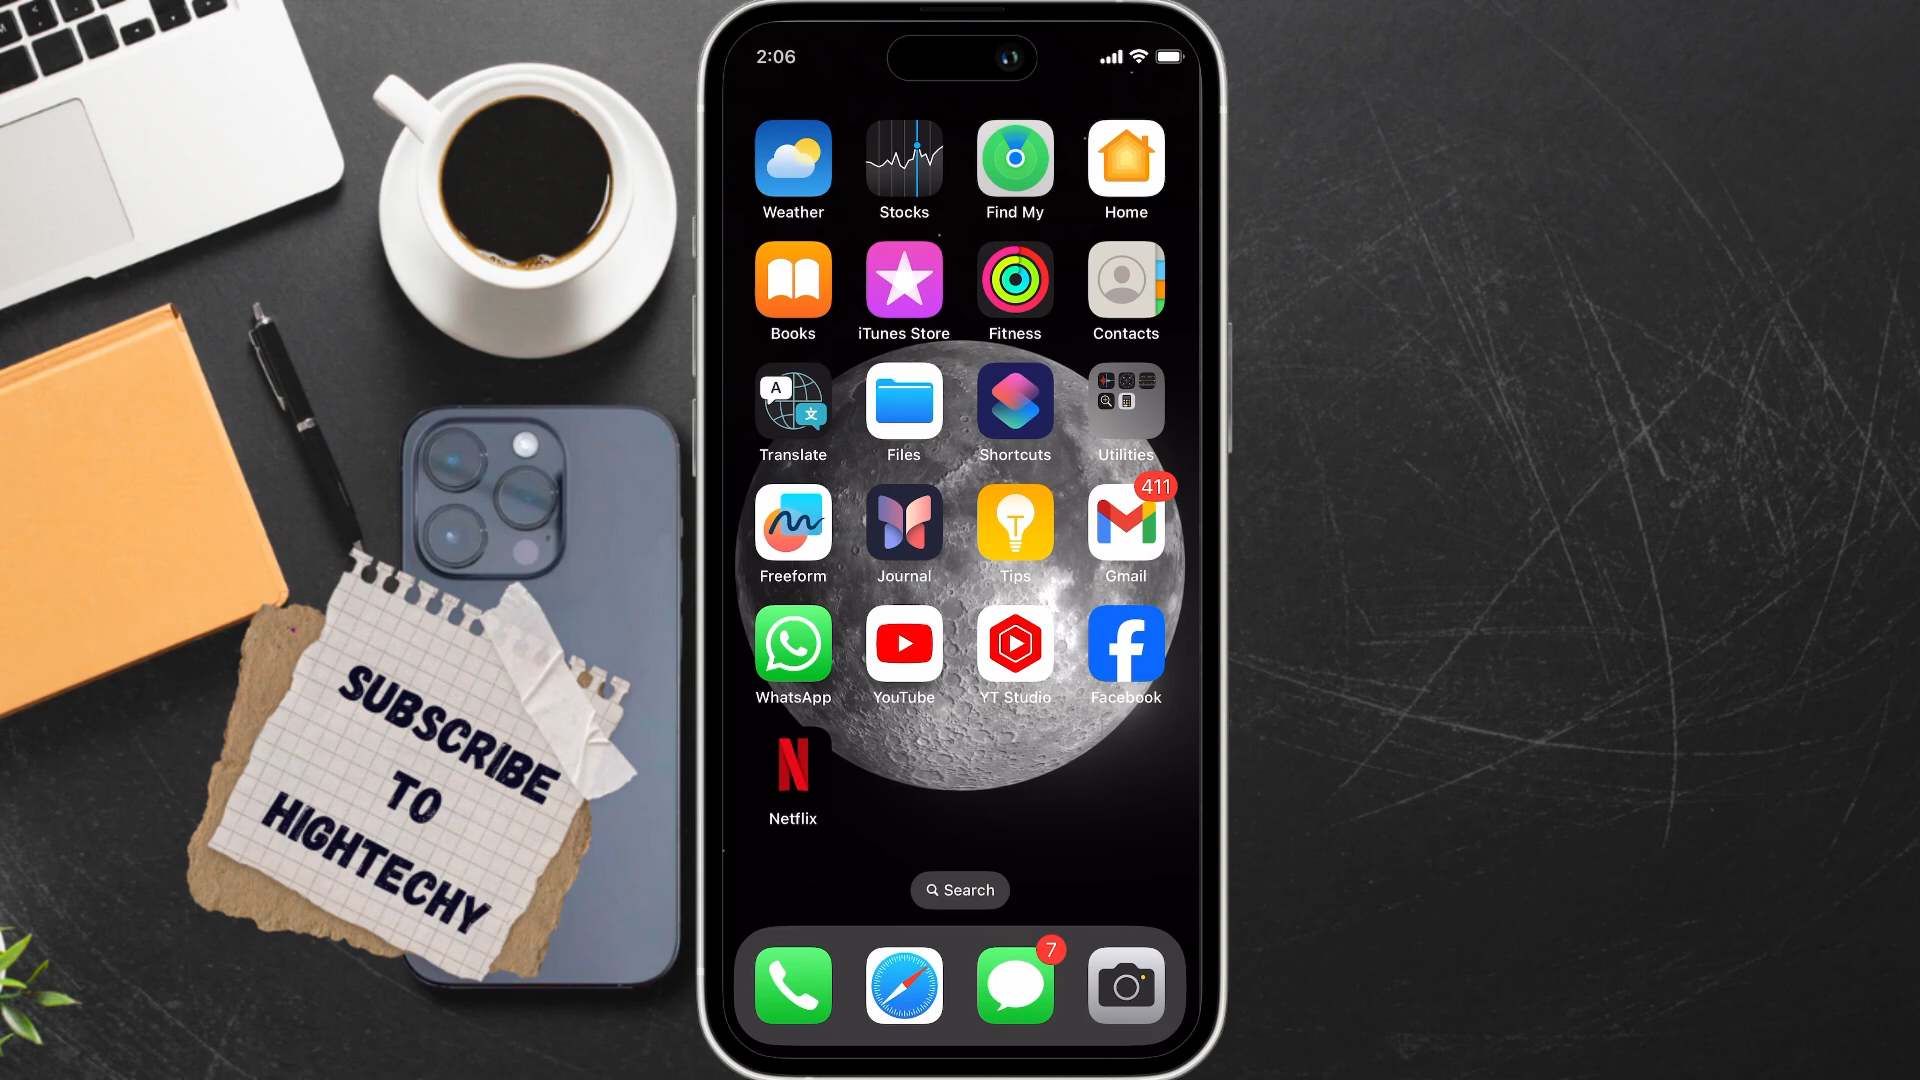 2:06
Weather Stocks Find My Home
Books iTunes Store Fitness Contacts
A
文
Translate Files Shortcuts Utilities
411
Freeform Journal Tips Gmail
WhatsApp YouTube YT Studio Facebook
N
Netflix
Search
7
SUBSCRIBE
TO
HIGHTECHY